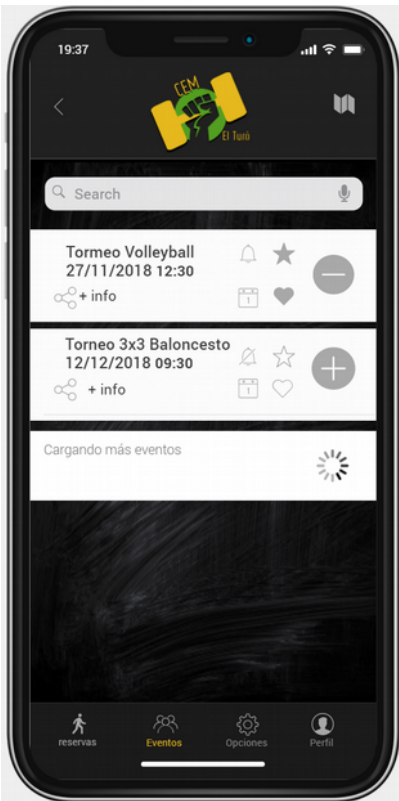 19:37
CEM
El Turó
Search
Tormeo Volleyball
27/11/2018 12:30
+ info
1
Torneo 3x3 Baloncesto
12/12/2018 09:30
+ info
1
Cargando más eventos
reservas Eventos Opciones Perfil